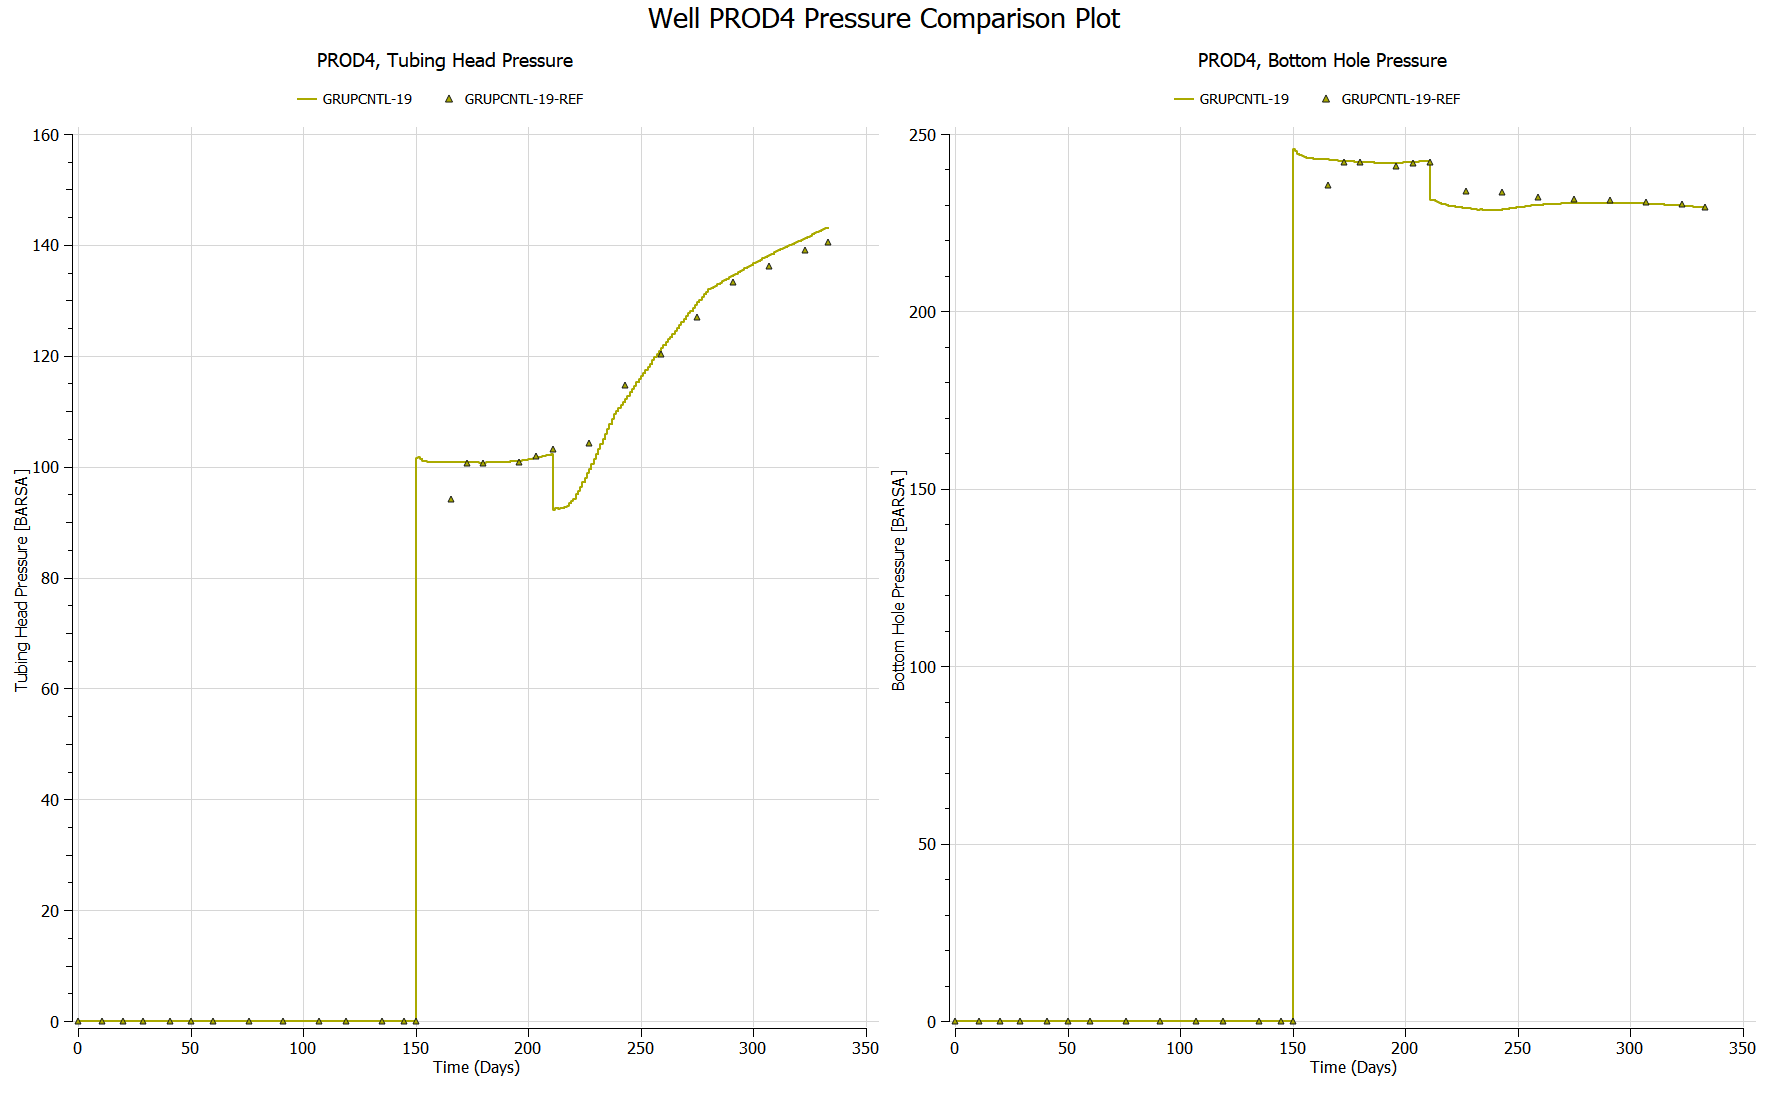 Well PROD4 Pressure Comparison Plot
PROD4, Tubing Head Pressure
GRUPCNTL-19 GRUPCNTL-19-REF
160
140
120
100
80
60
40
20
0
Tubing Head Pressure [BARSA]
0 50 100 150 200 250 300 350
Time (Days)
PROD4, Bottom Hole Pressure
GRUPCNTL-19 GRUPCNTL-19-REF
250
200
150
100
50
0
Bottom Hole Pressure [BARSA]
0 50 100 150 200 250 300 350
Time (Days)